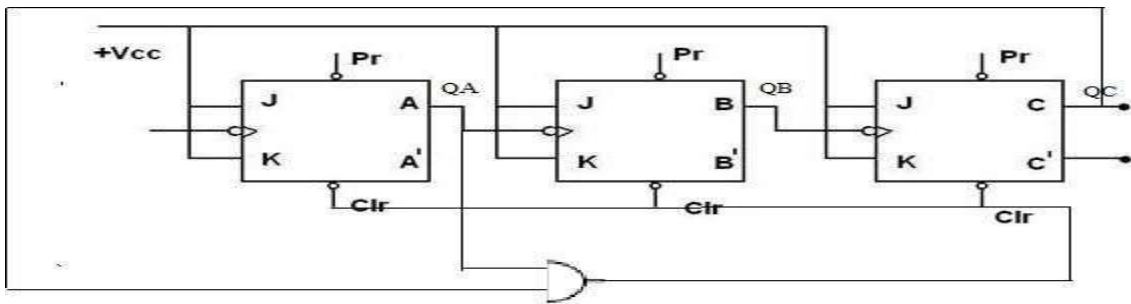 +Vcc
Pr Pr Pr
J A QA J B QB J C QC
K A' K B' K C'
Clr Clr Clr